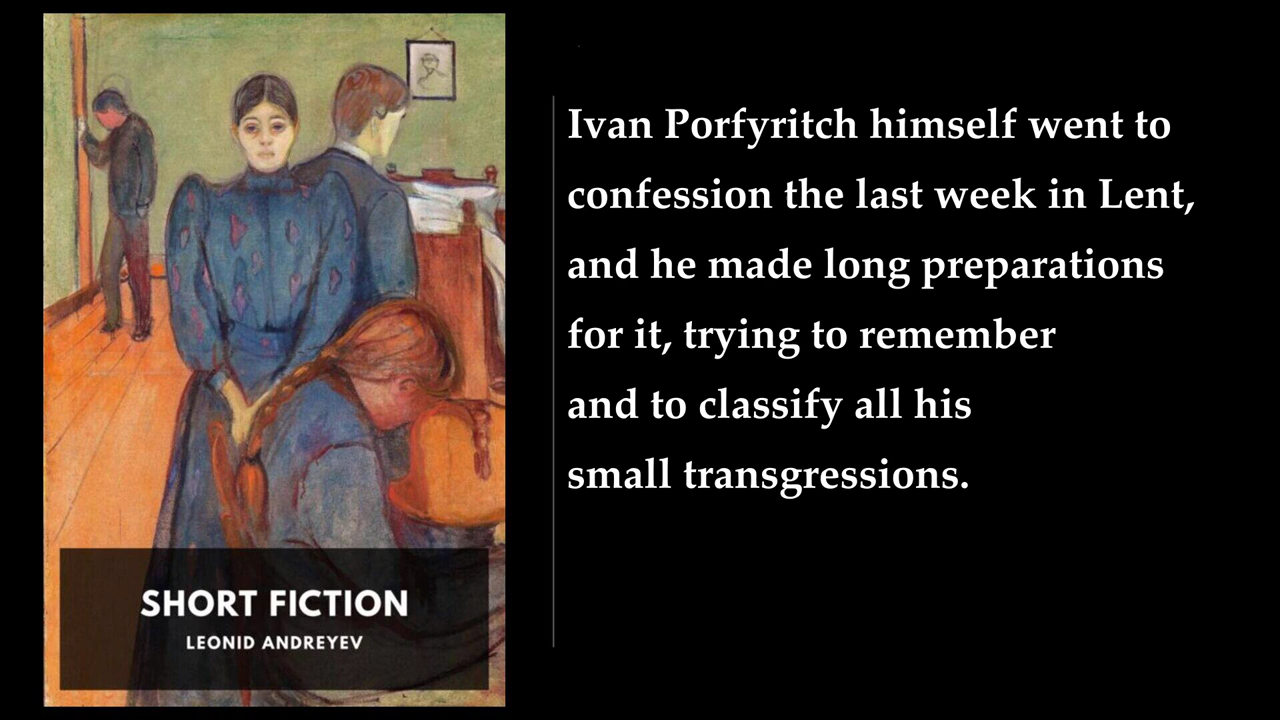 SHORT FICTION
LEONID ANDREYEV
Ivan Porfyritch himself went to
confession the last week in Lent,
and he made long preparations
for it, trying to remember
and to classify all his
small transgressions.